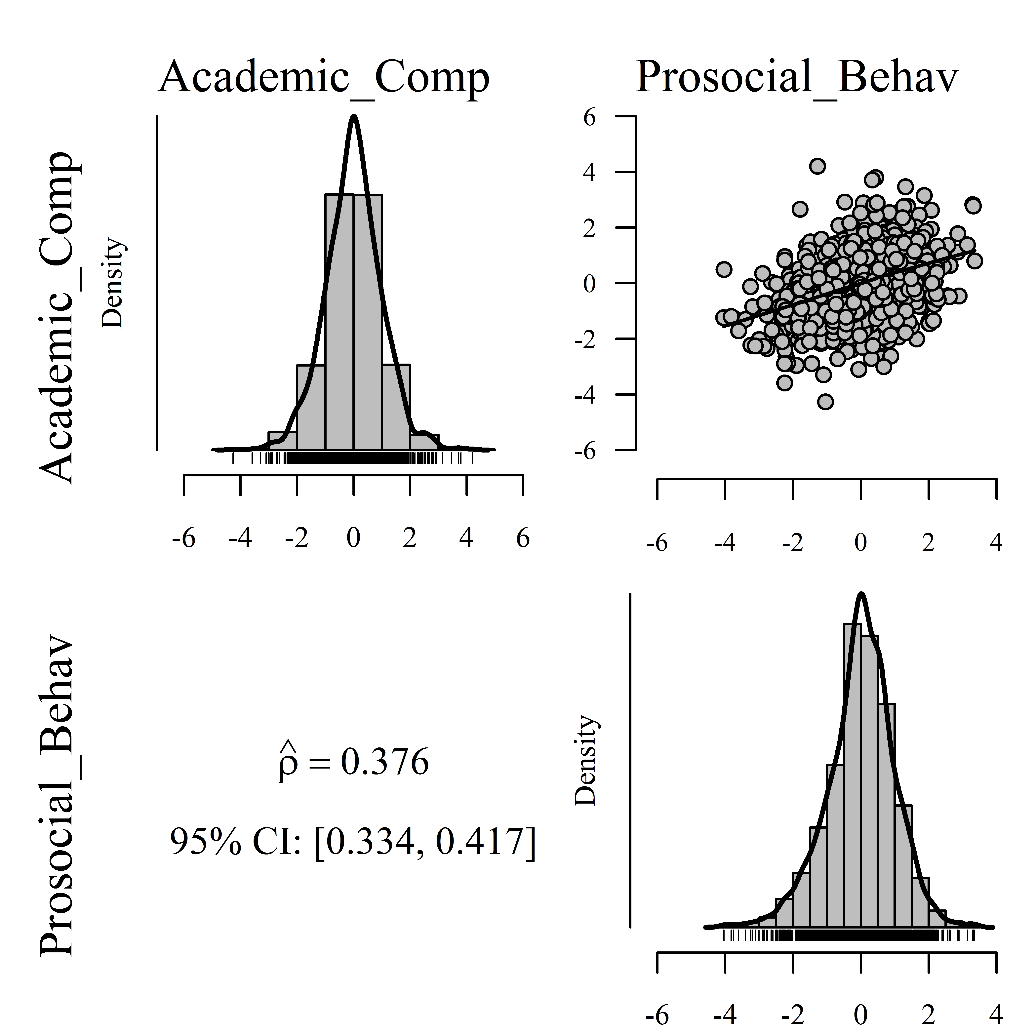 Academic_Comp
Prosocial_Behav
Academic_Comp
Density
6
4
2
0
-2
-4
-6
-6 -4 -2 0 2 4 6
-6 -4 -2 0 2 4
Prosocial_Behav
ρ̂ = 0.376
95% CI: [0.334, 0.417]
Density
-6 -4 -2 0 2 4